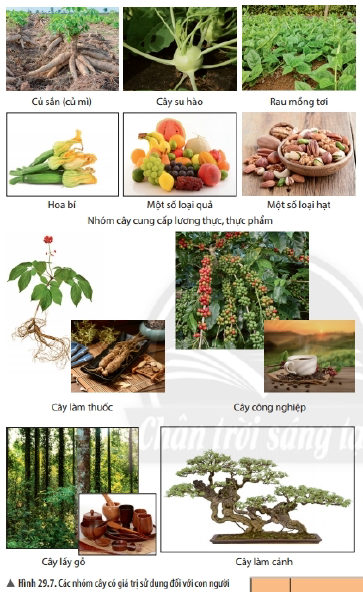 Củ sắn (củ mì) Cây su hào Rau mồng tơi
Hoa bí Một số loại quả Một số loại hạt
Nhóm cây cung cấp lương thực, thực phẩm
Cây làm thuốc Cây công nghiệp
Chân trời sáng
Cây lấy gỗ Cây làm cảnh
▲ Hình 29.7. Các nhóm cây có giá trị sử dụng đối với con người